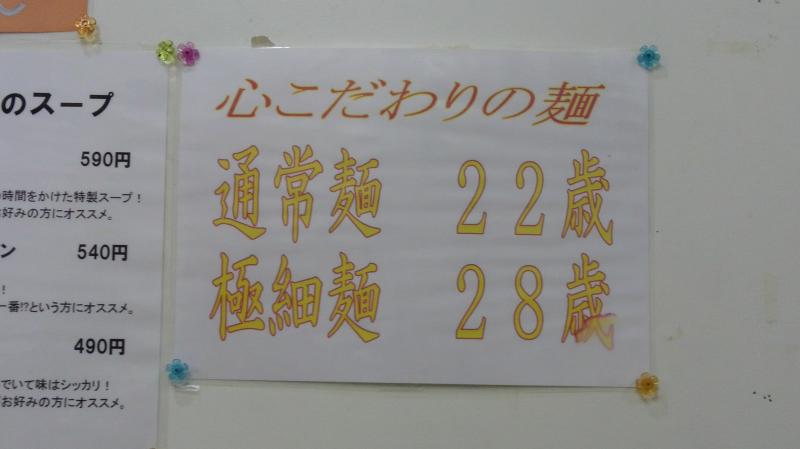 のスープ
590円
時間をかけた特製スープ！
お好みの方にオススメ。
ン 540円
！
一番!?という方にオススメ。
490円
でいて味はシッカリ！
お好みの方にオススメ。
心こだわりの麺
通常麺 22歳
極細麺 28歳